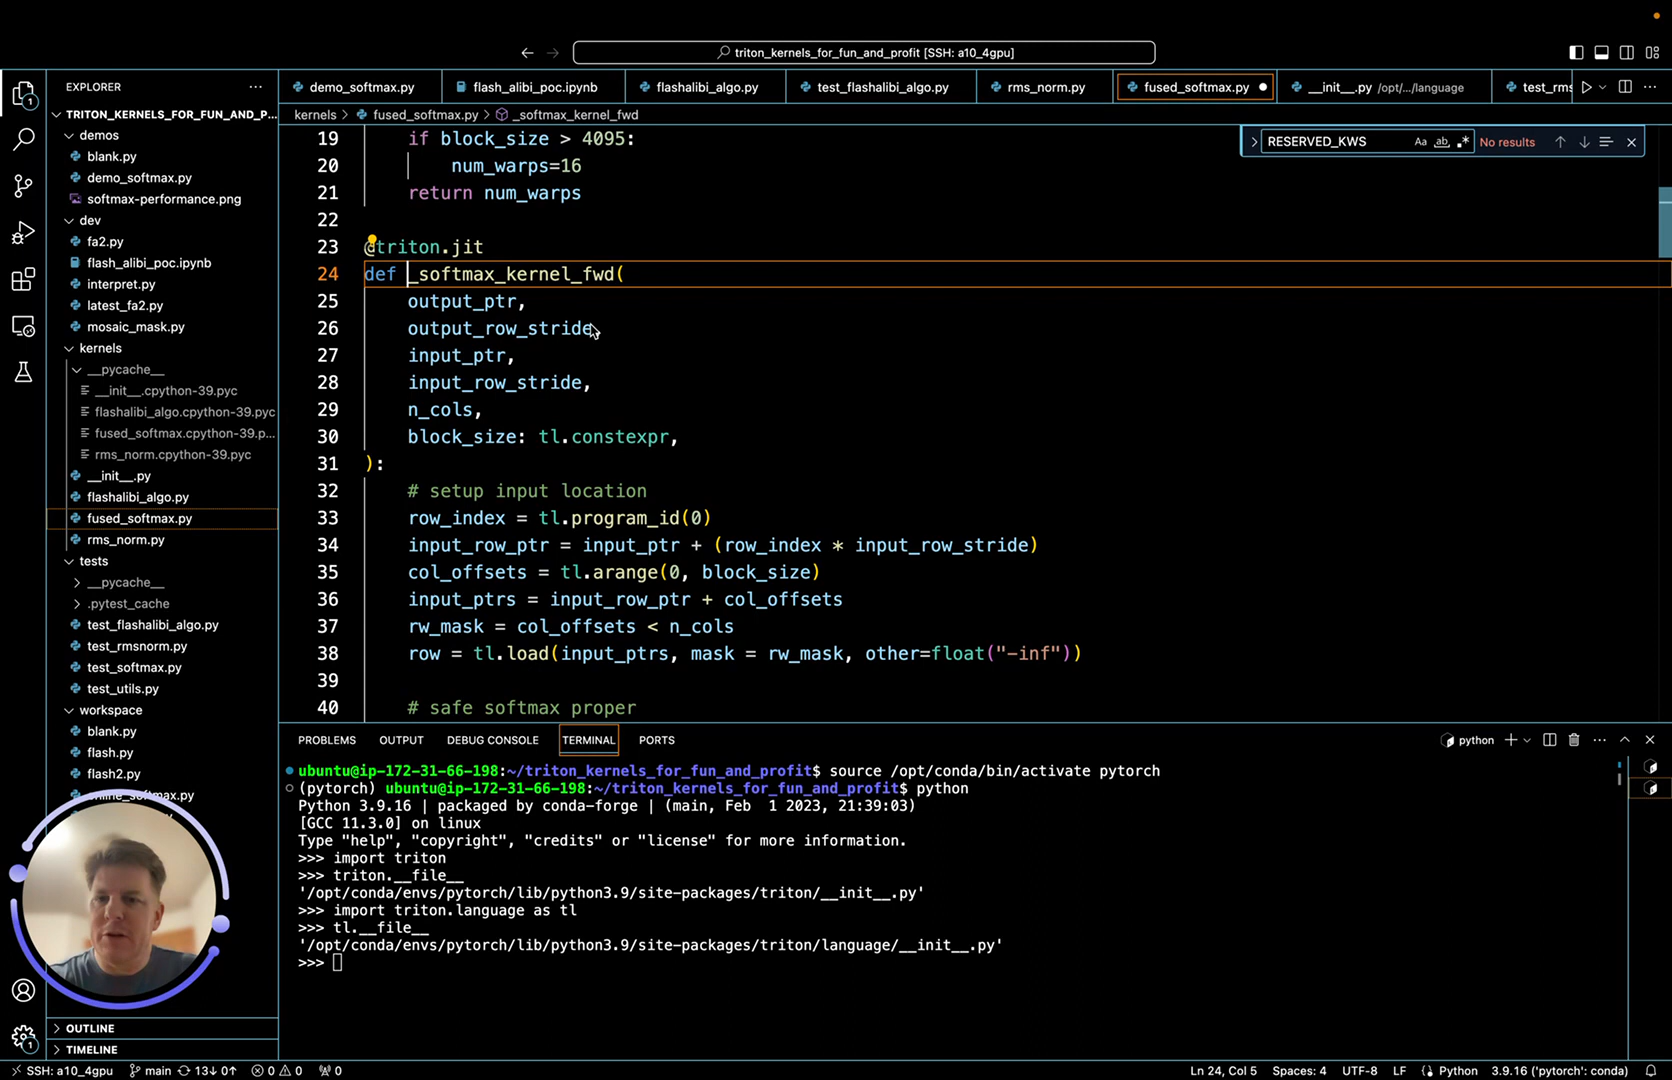 triton_kernels_for_fun_and_profit [SSH: a10_4gpu]
EXPLORER
demo_softmax.py
flash_alibi_poc.ipynb
flashalibi_algo.py
test_flashalibi_algo.py
rms_norm.py
fused_softmax.py
__init__.py /opt/.../language
test_rms
TRITON_KERNELS_FOR_FUN_AND_P...
demos
blank.py
demo_softmax.py
softmax-performance.png
dev
fa2.py
flash_alibi_poc.ipynb
interpret.py
latest_fa2.py
mosaic_mask.py
kernels
__pycache__
__init__.cpython-39.pyc
flashalibi_algo.cpython-39.pyc
fused_softmax.cpython-39.p...
rms_norm.cpython-39.pyc
__init__.py
flashalibi_algo.py
fused_softmax.py
rms_norm.py
tests
__pycache__
.pytest_cache
test_flashalibi_algo.py
test_rmsnorm.py
test_softmax.py
test_utils.py
workspace
blank.py
flash.py
flash2.py
online_softmax.py
OUTLINE
TIMELINE
kernels > fused_softmax.py > _softmax_kernel_fwd
RESERVED_KWS Aa ab .* No results
19 if block_size > 4095:
20 num_warps=16
21 return num_warps
22
23 @triton.jit
24 def _softmax_kernel_fwd(
25 output_ptr,
26 output_row_stride,
27 input_ptr,
28 input_row_stride,
29 n_cols,
30 block_size: tl.constexpr,
31 ):
32 # setup input location
33 row_index = tl.program_id(0)
34 input_row_ptr = input_ptr + (row_index * input_row_stride)
35 col_offsets = tl.arange(0, block_size)
36 input_ptrs = input_row_ptr + col_offsets
37 rw_mask = col_offsets < n_cols
38 row = tl.load(input_ptrs, mask = rw_mask, other=float("-inf"))
39
40 # safe softmax proper
PROBLEMS OUTPUT DEBUG CONSOLE TERMINAL PORTS
python
ubuntu@ip-172-31-66-198:~/triton_kernels_for_fun_and_profit$ source /opt/conda/bin/activate pytorch
(pytorch) ubuntu@ip-172-31-66-198:~/triton_kernels_for_fun_and_profit$ python
Python 3.9.16 | packaged by conda-forge | (main, Feb  1 2023, 21:39:03)
[GCC 11.3.0] on linux
Type "help", "copyright", "credits" or "license" for more information.
>>> import triton
>>> triton.__file__
'/opt/conda/envs/pytorch/lib/python3.9/site-packages/triton/__init__.py'
>>> import triton.language as tl
>>> tl.__file__
'/opt/conda/envs/pytorch/lib/python3.9/site-packages/triton/language/__init__.py'
>>>
SSH: a10_4gpu main 13↓ 0↑ 0 0 0
Ln 24, Col 5 Spaces: 4 UTF-8 LF Python 3.9.16 ('pytorch': conda)